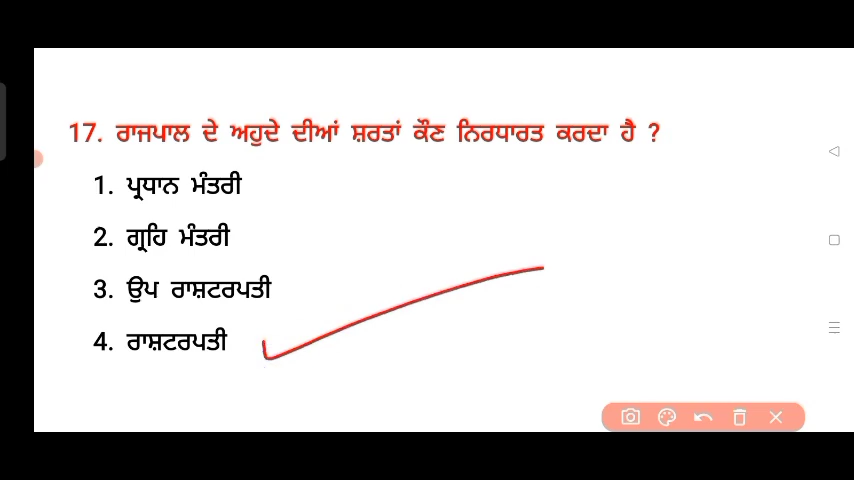 17. ਰਾਜਪਾਲ ਦੇ ਅਹੁਦੇ ਦੀਆਂ ਸ਼ਰਤਾਂ ਕੌਣ ਨਿਰਧਾਰਤ ਕਰਦਾ ਹੈ ?
1. ਪ੍ਰਧਾਨ ਮੰਤਰੀ
2. ਗ੍ਰਹਿ ਮੰਤਰੀ
3. ਉਪ ਰਾਸ਼ਟਰਪਤੀ
4. ਰਾਸ਼ਟਰਪਤੀ